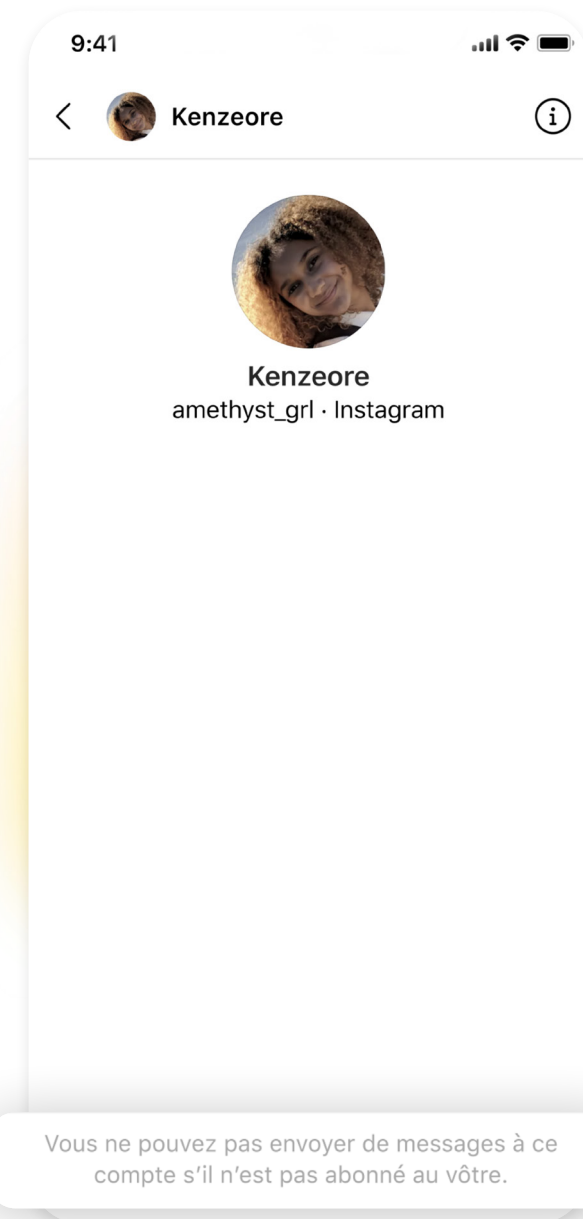 9:41
Kenzeore
Kenzeore
amethyst_grl · Instagram
Vous ne pouvez pas envoyer de messages à ce
compte s’il n’est pas abonné au vôtre.